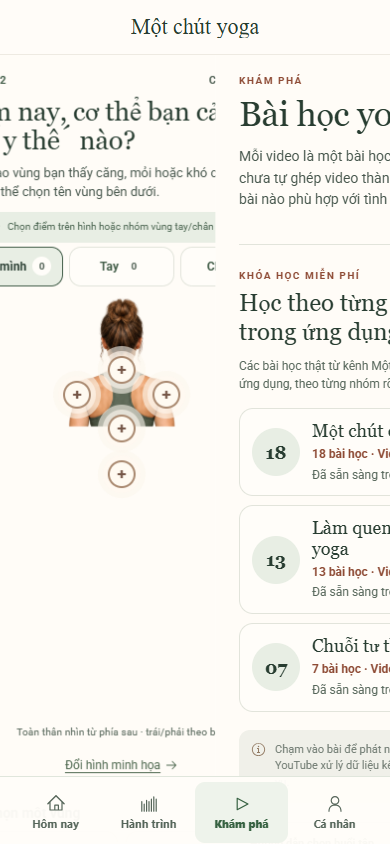 Một chút yoga
2
C
n nay, cơ thể bạn cả
y thế nào?
ào vùng bạn thấy căng, mỏi hoặc khó c
thể chọn tên vùng bên dưới.
Chọn điểm trên hình hoặc nhóm vùng tay/chân
mình 0
Tay 0
Toàn thân nhìn từ phía sau · trái/phải theo b
Đổi hình minh họa →
KHÁM PHÁ
Bài học yo
Mỗi video là một bài học
chưa tự ghép video thàn
bài nào phù hợp với tình
KHÓA HỌC MIỄN PHÍ
Học theo từng
trong ứng dụng
Các bài học thật từ kênh Một
ứng dụng, theo từng nhóm rõ
18
Một chút
18 bài học · Vi
Đã sẵn sàng tr
13
Làm quen
yoga
13 bài học · Vi
Đã sẵn sàng tr
07
Chuỗi tư t
7 bài học · Vid
Đã sẵn sàng tr
Chạm vào bài để phát n
YouTube xử lý dữ liệu k
Hôm nay
Hành trình
Khám phá
Cá nhân